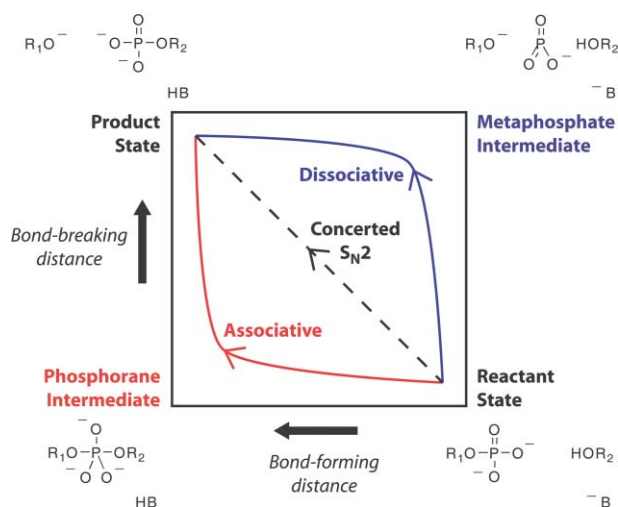 R₁O⁻
O
⁻O-P-OR₂
⁻O
HB
O
R₁O⁻ P HOR₂
O O⁻
⁻B
Product
State
Metaphosphate
Intermediate
Dissociative
Concerted
Sₙ2
Bond-breaking
distance
Associative
Phosphorane
Intermediate
Reactant
State
⁻O
R₁O-P-OR₂
⁻O O⁻
HB
Bond-forming
distance
O
R₁O-P-O⁻ HOR₂
⁻O
⁻B